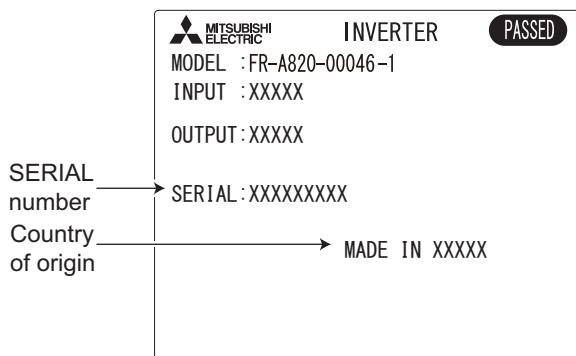 MITSUBISHI
ELECTRIC
INVERTER
PASSED
MODEL :FR-A820-00046-1
INPUT :XXXXX
OUTPUT:XXXXX
SERIAL
number
SERIAL:XXXXXXXXX
Country
of origin
MADE IN XXXXX